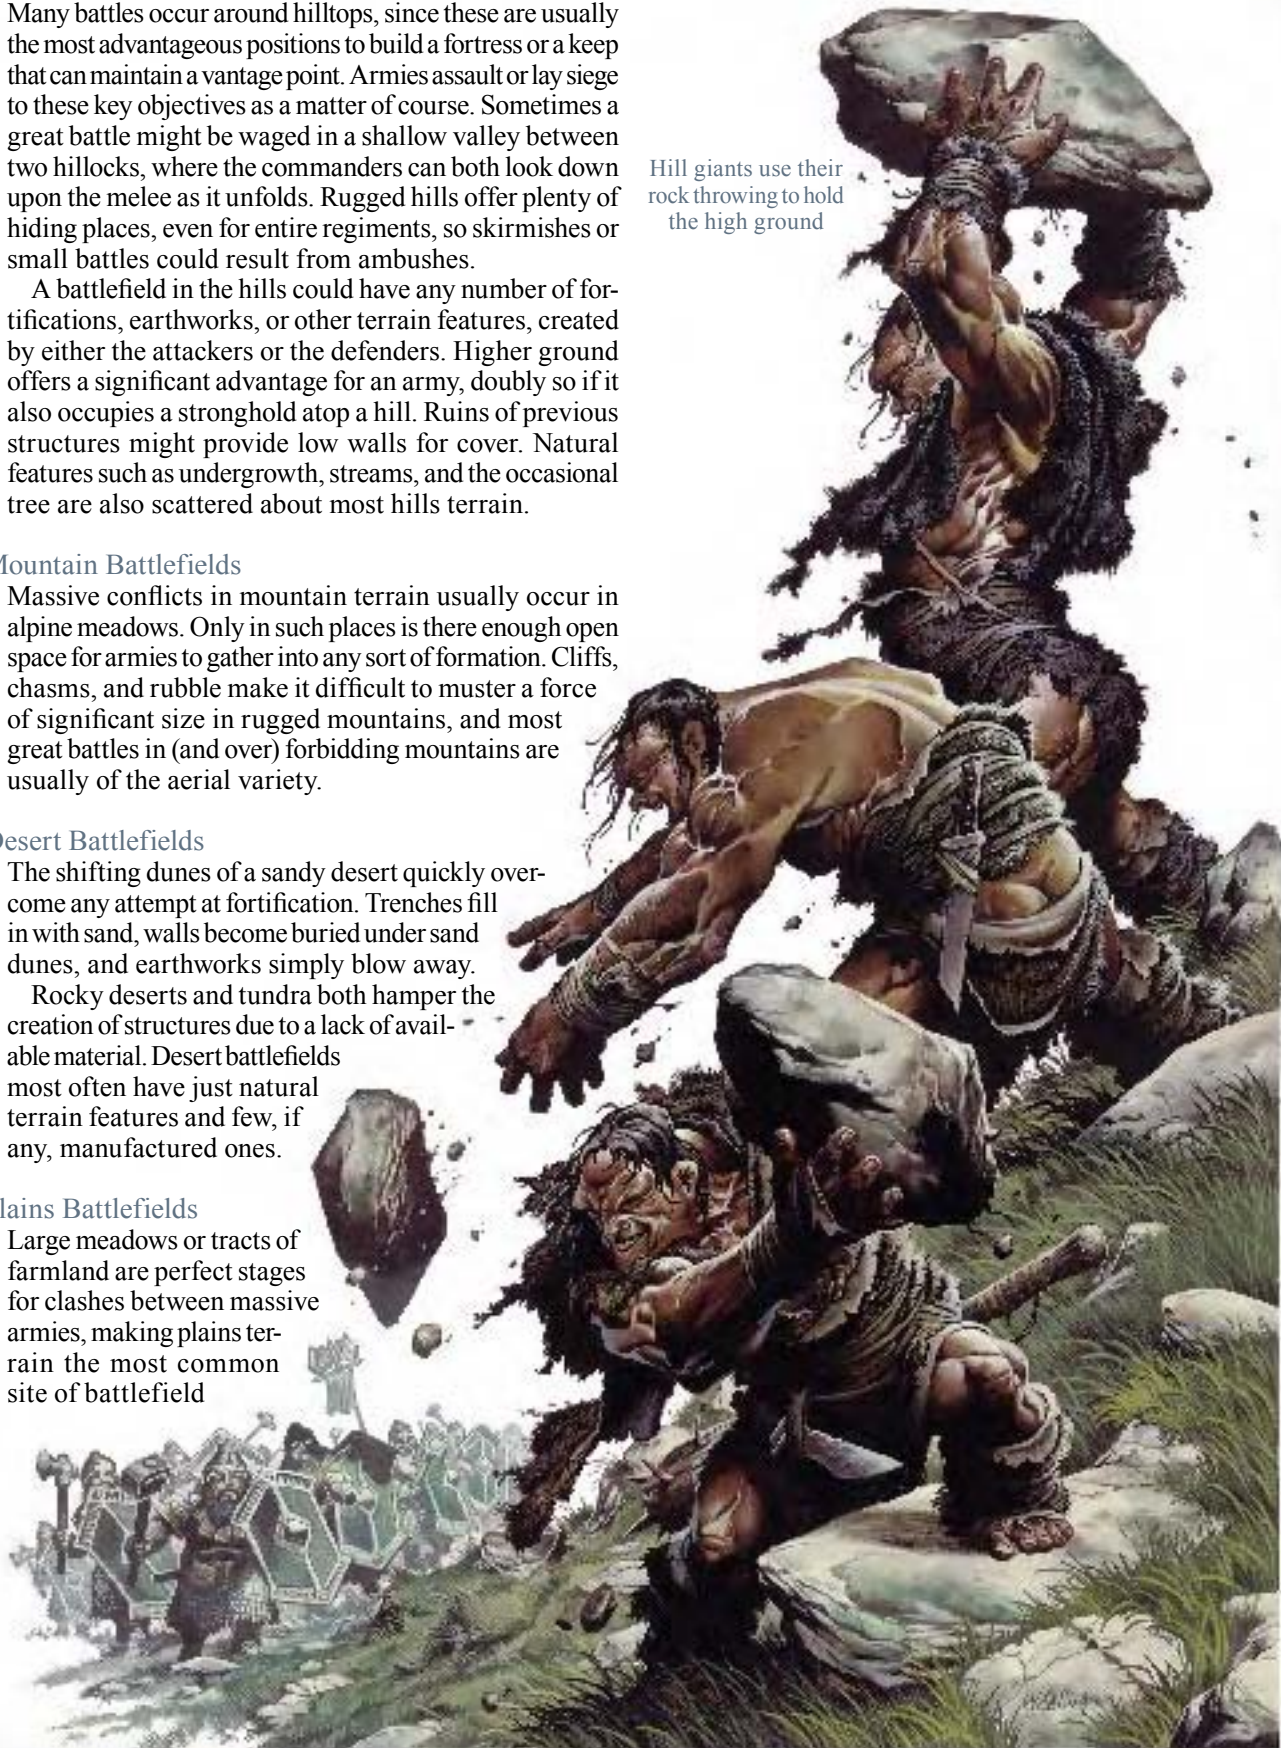 Many battles occur around hilltops, since these are usually
the most advantageous positions to build a fortress or a keep
that can maintain a vantage point. Armies assault or lay siege
to these key objectives as a matter of course. Sometimes a
great battle might be waged in a shallow valley between
two hillocks, where the commanders can both look down
upon the melee as it unfolds. Rugged hills offer plenty of
hiding places, even for entire regiments, so skirmishes or
small battles could result from ambushes.
A battlefield in the hills could have any number of for-
tifications, earthworks, or other terrain features, created
by either the attackers or the defenders. Higher ground
offers a significant advantage for an army, doubly so if it
also occupies a stronghold atop a hill. Ruins of previous
structures might provide low walls for cover. Natural
features such as undergrowth, streams, and the occasional
tree are also scattered about most hills terrain.
Mountain Battlefields
Massive conflicts in mountain terrain usually occur in
alpine meadows. Only in such places is there enough open
space for armies to gather into any sort of formation. Cliffs,
chasms, and rubble make it difficult to muster a force
of significant size in rugged mountains, and most
great battles in (and over) forbidding mountains are
usually of the aerial variety.
Desert Battlefields
The shifting dunes of a sandy desert quickly over-
come any attempt at fortification. Trenches fill
in with sand, walls become buried under sand
dunes, and earthworks simply blow away.
Rocky deserts and tundra both hamper the
creation of structures due to a lack of avail-
able material. Desert battlefields
most often have just natural
terrain features and few, if
any, manufactured ones.
lains Battlefields
Large meadows or tracts of
farmland are perfect stages
for clashes between massive
armies, making plains ter-
rain the most common
site of battlefield
Hill giants use their
rock throwing to hold
the high ground